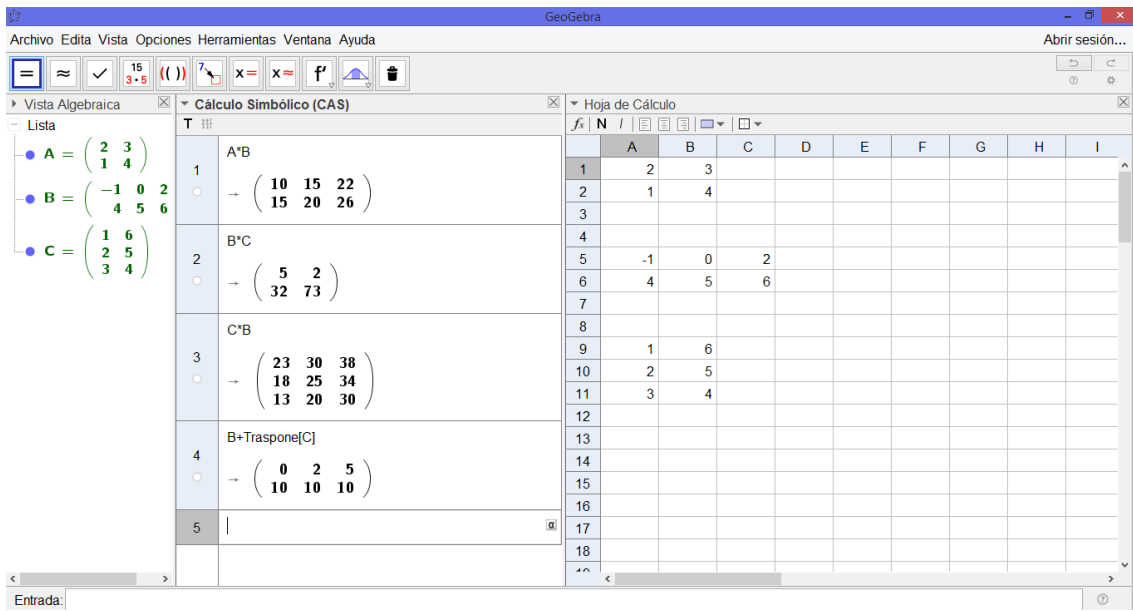 GeoGebra
Archivo Edita Vista Opciones Herramientas Ventana Ayuda
Abrir sesión...
= ≈ ✓ 15 3·5 (( )) 7 x= x≈ f'
Vista Algebraica
Lista
A = ( 2 3
1 4 )
B = ( −1 0 2
4 5 6
C = ( 1 6
2 5
3 4 )
Cálculo Simbólico (CAS)
T
1
A*B
→ ( 10 15 22
15 20 26 )
2
B*C
→ ( 5 2
32 73 )
3
C*B
→ ( 23 30 38
18 25 34
13 20 30 )
4
B+Traspone[C]
→ ( 0 2 5
10 10 10 )
5
α
Hoja de Cálculo
fx N I
A B C D E F G H I
1 2 3
2 1 4
3
4
5 -1 0 2
6 4 5 6
7
8
9 1 6
10 2 5
11 3 4
12
13
14
15
16
17
18
Entrada: